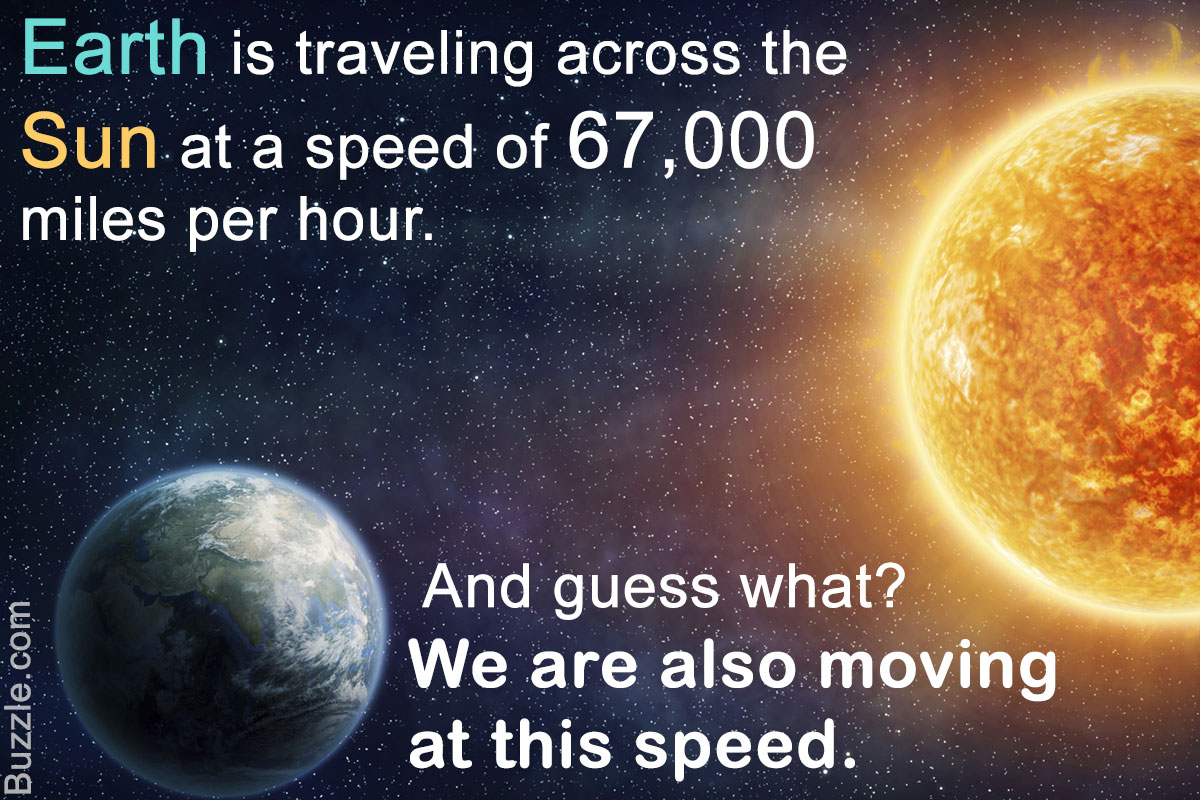 Earth is traveling across the
Sun at a speed of 67,000
miles per hour.
And guess what?
We are also moving
at this speed.
Buzzle.com